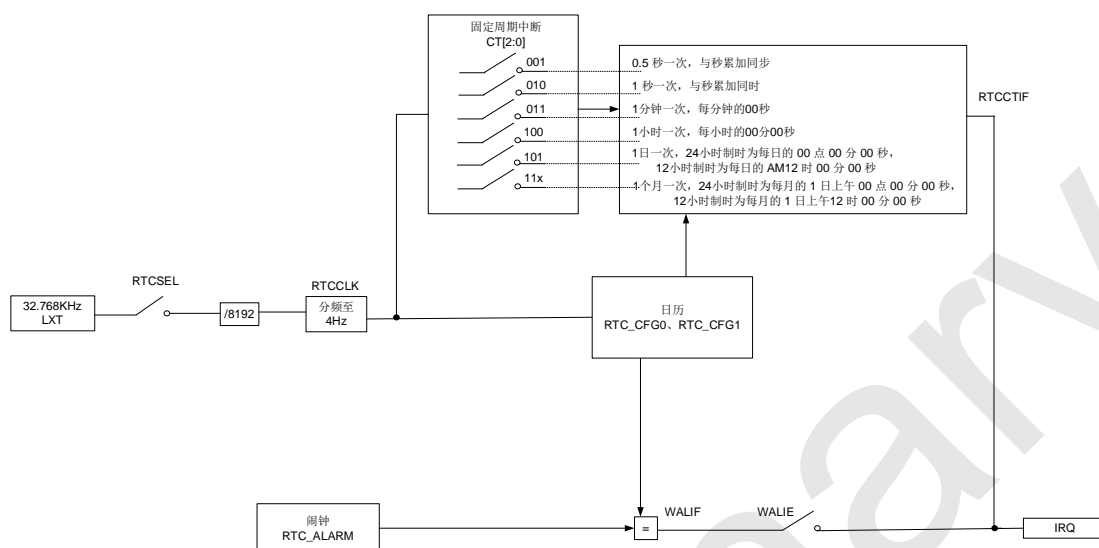 固定周期中断
CT[2:0]
001
010
011
100
101
11x
0.5 秒一次，与秒累加同步
1 秒一次，与秒累加同时
1分钟一次，每分钟的00秒
1小时一次，每小时的00分00秒
1日一次，24小时制时为每日的 00 点 00 分 00 秒，
12小时制时为每日的 AM12 时 00 分 00 秒
1个月一次，24小时制时为每月的 1 日上午 00 点 00 分 00 秒，
12小时制时为每月的 1 日上午12 时 00 分 00 秒
RTCCTIF
32.768KHz
LXT
RTCSEL
/8192
RTCCLK
分频至
4Hz
日历
RTC_CFG0、RTC_CFG1
闹钟
RTC_ALARM
=
WALIF
WALIE
IRQ
ary